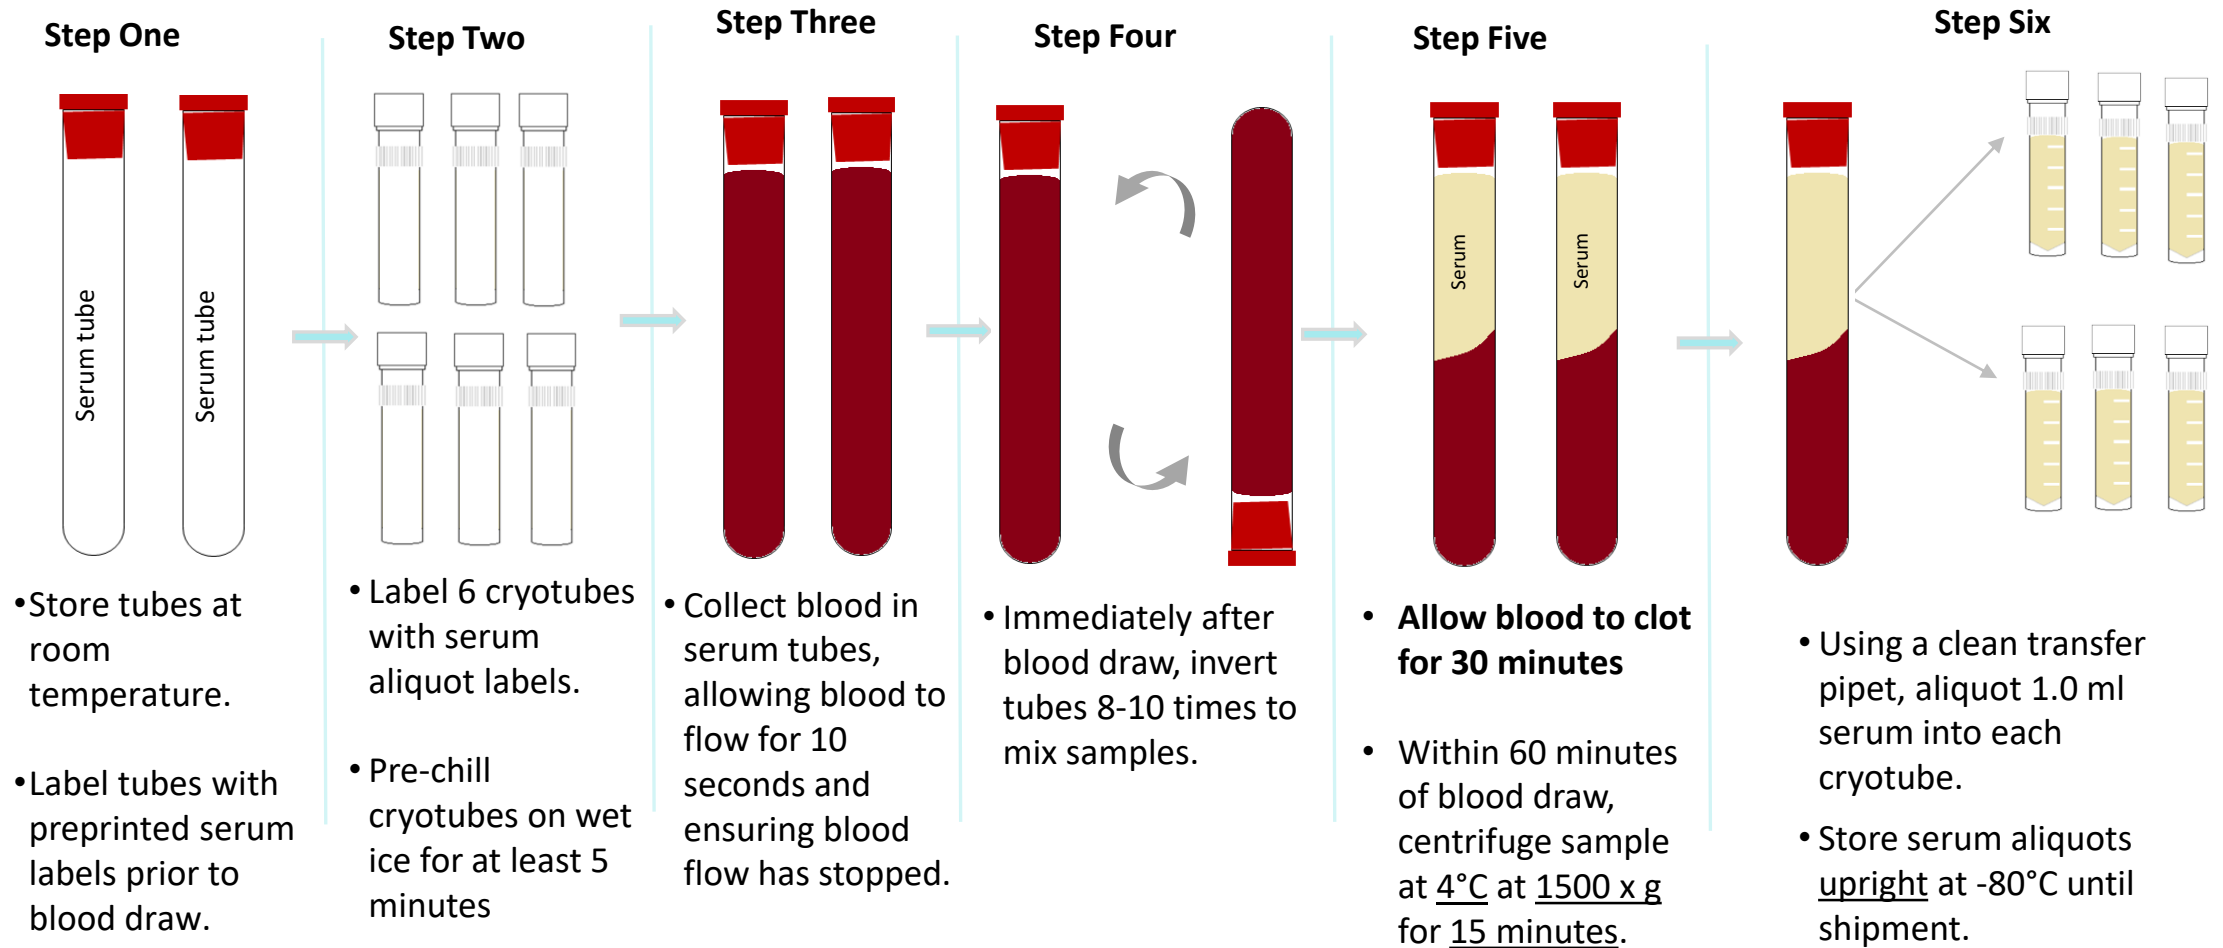 Step One
Serum tube
Serum tube
•Store tubes at
room
temperature.
•Label tubes with
preprinted serum
labels prior to
blood draw.
Step Two
• Label 6 cryotubes
with serum
aliquot labels.
• Pre-chill
cryotubes on wet
ice for at least 5
minutes
Step Three
• Collect blood in
serum tubes,
allowing blood to
flow for 10
seconds and
ensuring blood
flow has stopped.
Step Four
• Immediately after
blood draw, invert
tubes 8-10 times to
mix samples.
Step Five
Serum
Serum
• Allow blood to clot
for 30 minutes
• Within 60 minutes
of blood draw,
centrifuge sample
at 4°C at 1500 x g
for 15 minutes.
Step Six
• Using a clean transfer
pipet, aliquot 1.0 ml
serum into each
cryotube.
• Store serum aliquots
upright at -80°C until
shipment.